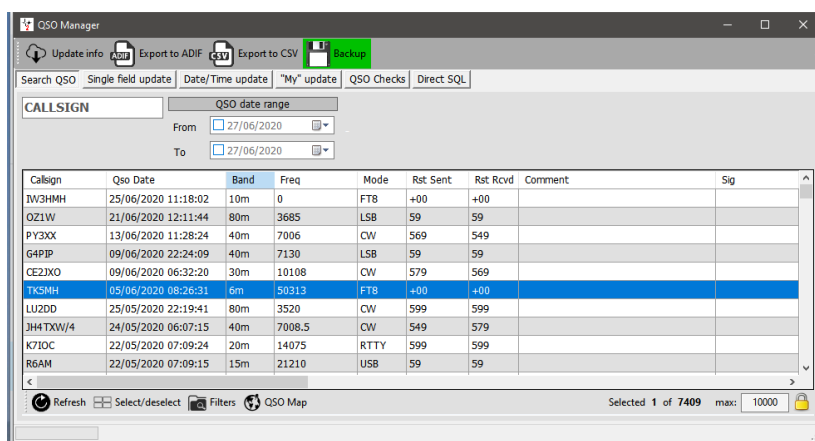 QSO Manager
Update info ADIF Export to ADIF CSV Export to CSV Backup
Search QSO Single field update Date/Time update "My" update QSO Checks Direct SQL
CALLSIGN QSO date range
From 27/06/2020
To 27/06/2020
Callsign Qso Date Band Freq Mode Rst Sent Rst Rcvd Comment Sig
IW3HMH 25/06/2020 11:18:02 10m 0 FT8 +00 +00
OZ1W 21/06/2020 12:11:44 80m 3685 LSB 59 59
PY3XX 13/06/2020 11:28:24 40m 7006 CW 569 549
G4PIP 09/06/2020 22:24:09 40m 7130 LSB 59 59
CE2JXO 09/06/2020 06:32:20 30m 10108 CW 579 569
TK5MH 05/06/2020 08:26:31 6m 50313 FT8 +00 +00
LU2DD 25/05/2020 22:19:41 80m 3520 CW 599 599
JH4TXW/4 24/05/2020 06:07:15 40m 7008.5 CW 549 579
K7IOC 22/05/2020 07:09:24 20m 14075 RTTY 599 599
R6AM 22/05/2020 07:09:15 15m 21210 USB 59 59
Refresh Select/deselect Filters QSO Map Selected 1 of 7409 max: 10000